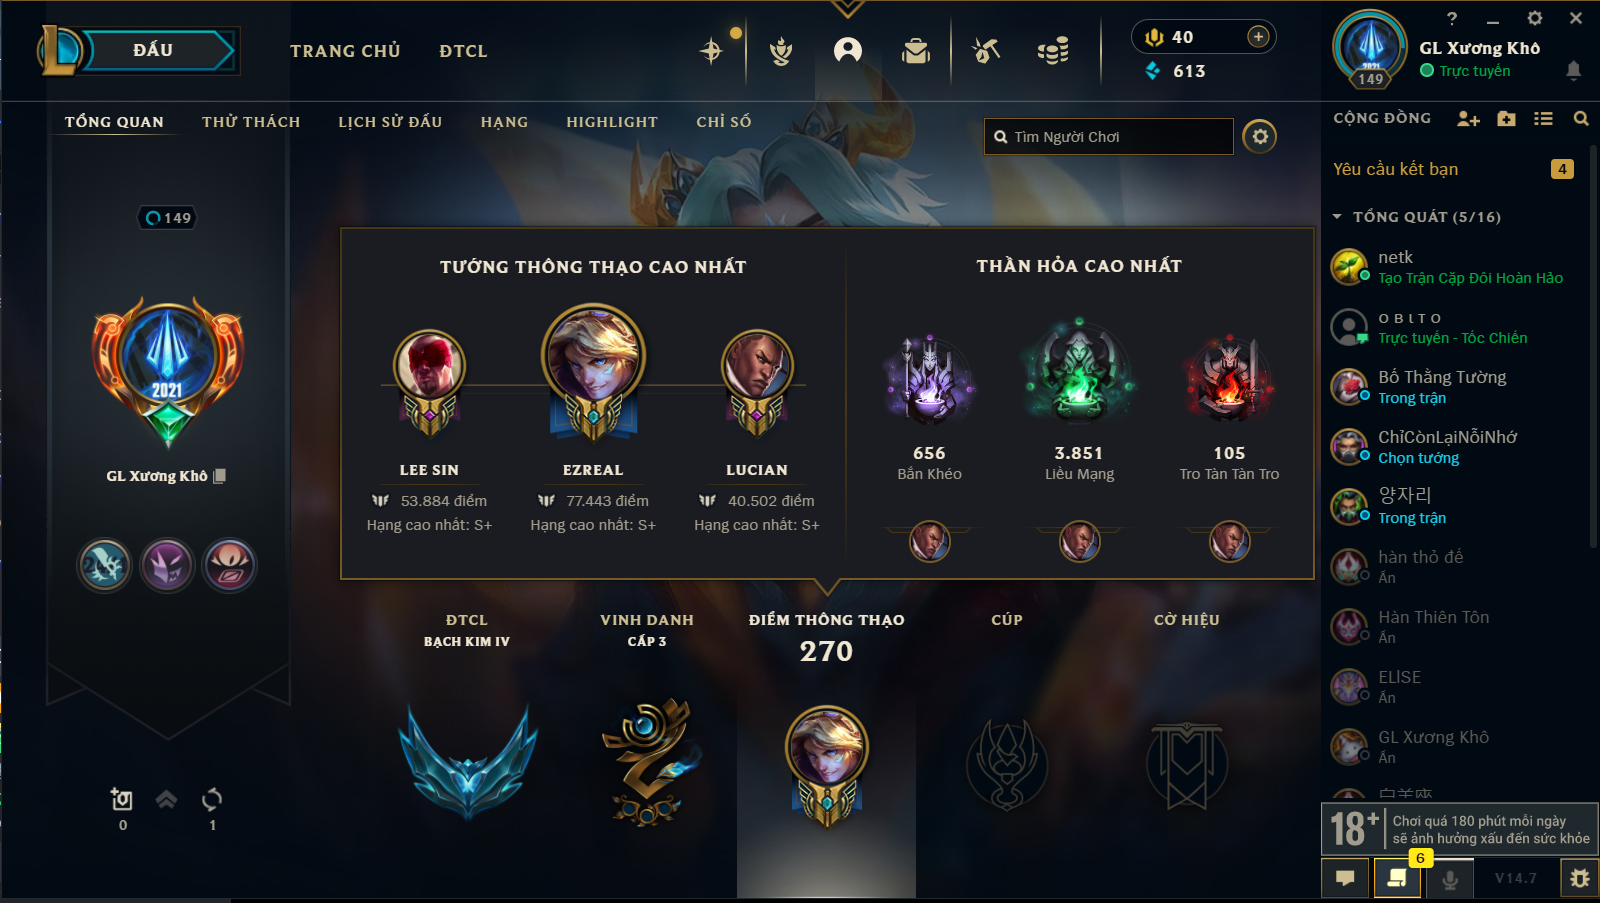 ĐẤU
TRANG CHỦ
ĐTCL
40
613
GL Xương Khô
Trực tuyến
149
2021
TỔNG QUAN
THỬ THÁCH
LỊCH SỬ ĐẤU
HẠNG
HIGHLIGHT
CHỈ SỐ
Tìm Người Chơi
CỘNG ĐỒNG
Yêu cầu kết bạn
4
TỔNG QUÁT (5/16)
netk
Tạo Trận Cặp Đôi Hoàn Hảo
O B I T O
Trực tuyến - Tốc Chiến
Bố Thằng Tường
Trong trận
ChỉCònLạiNỗiNhớ
Chọn tướng
양자리
Trong trận
hàn thỏ đế
Ẩn
Hàn Thiên Tôn
Ẩn
ELISE
Ẩn
GL Xương Khô
Ẩn
149
2021
GL Xương Khô
0
1
TƯỚNG THÔNG THẠO CAO NHẤT
LEE SIN
53.884 điểm
Hạng cao nhất: S+
EZREAL
77.443 điểm
Hạng cao nhất: S+
LUCIAN
40.502 điểm
Hạng cao nhất: S+
THẦN HỎA CAO NHẤT
656
Bắn Khéo
3.851
Liều Mạng
105
Tro Tàn Tàn Tro
ĐTCL
BẠCH KIM IV
VINH DANH
CẤP 3
ĐIỂM THÔNG THẠO
270
CÚP
CỜ HIỆU
18+
Chơi quá 180 phút mỗi ngày
sẽ ảnh hưởng xấu đến sức khỏe
6
V14.7